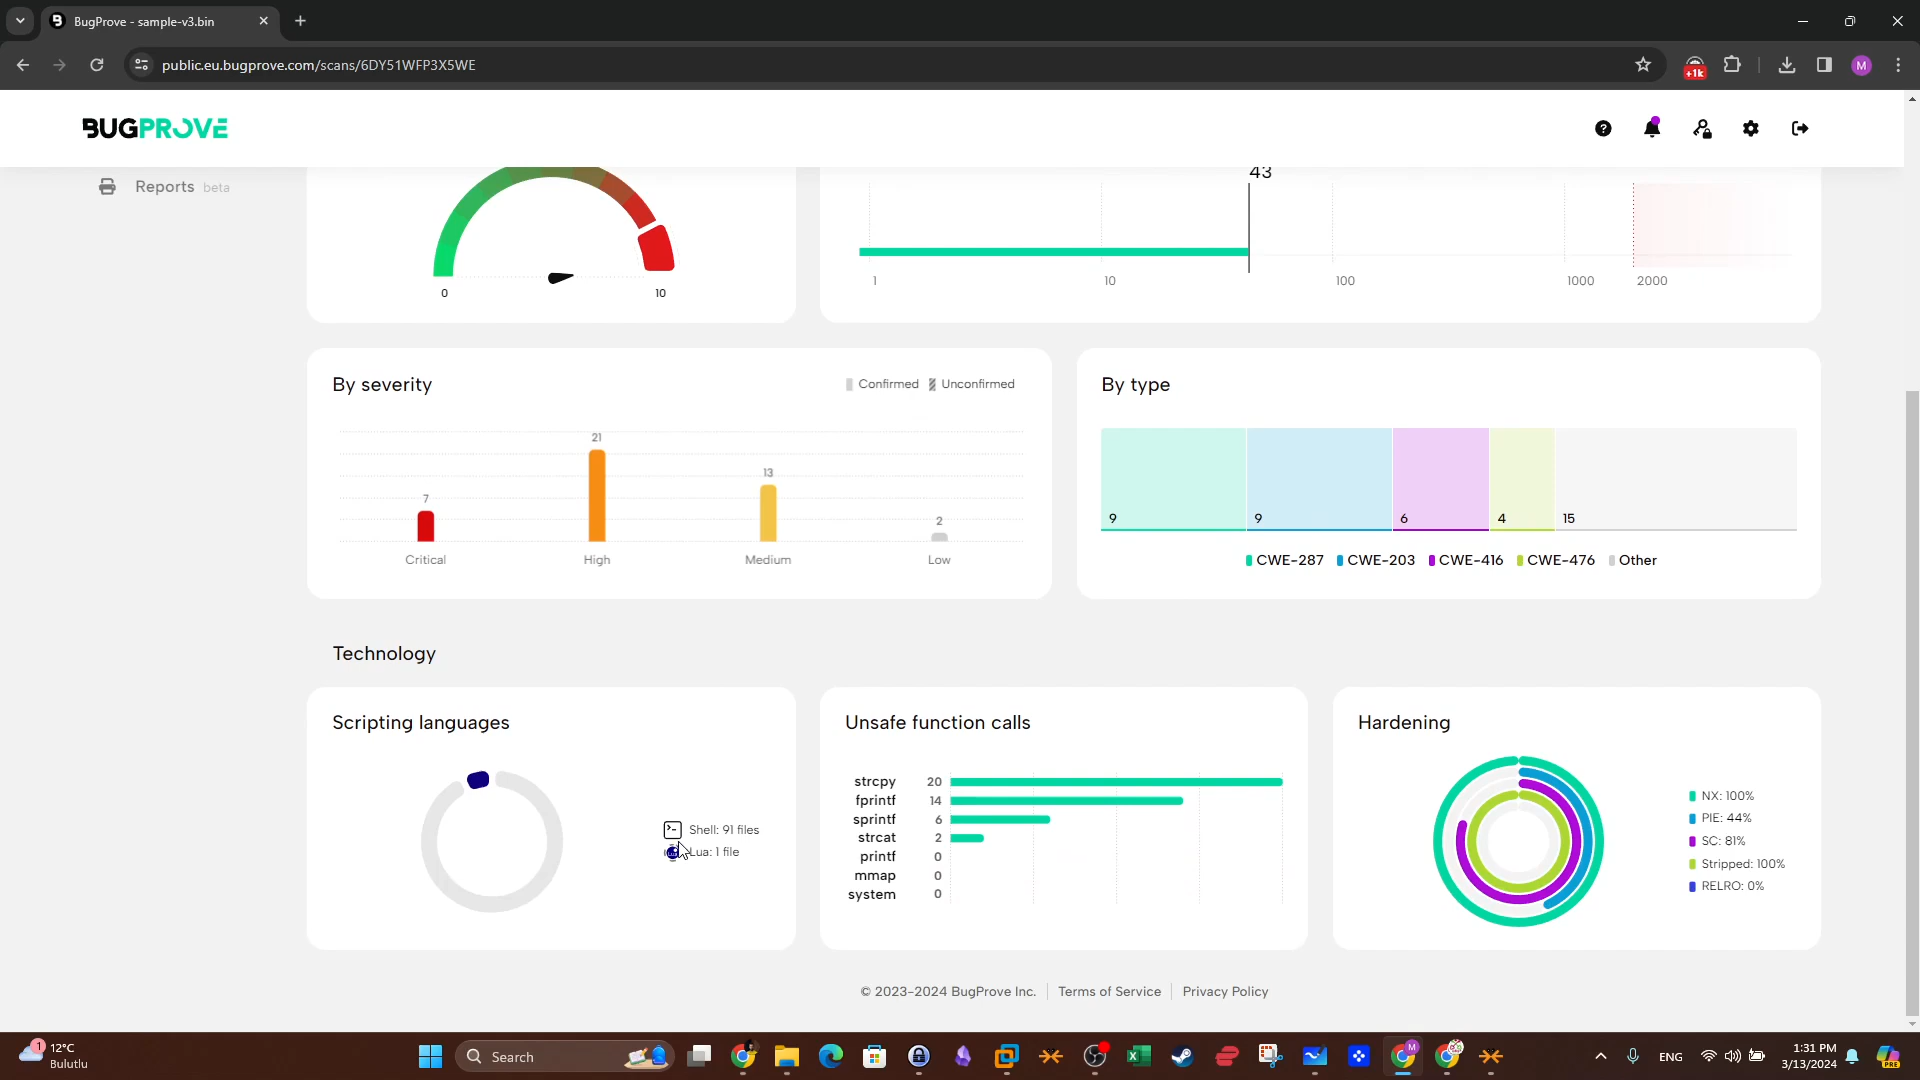 BugProve - sample-v3.bin
public.eu.bugprove.com/scans/6DY51WFP3X5WE
+1k
M
BUGPROVE
Reports beta
0
10
43
1
10
100
1000
2000
By severity
Confirmed
Unconfirmed
7
21
13
2
Critical
High
Medium
Low
By type
9
9
6
4
15
CWE-287
CWE-203
CWE-416
CWE-476
Other
Technology
Scripting languages
Shell: 91 files
Lua: 1 file
Unsafe function calls
strcpy 20
fprintf 14
sprintf 6
strcat 2
printf 0
mmap 0
system 0
Hardening
NX: 100%
PIE: 44%
SC: 81%
Stripped: 100%
RELRO: 0%
© 2023-2024 BugProve Inc.
Terms of Service
Privacy Policy
1
12°C
Bulutlu
Search
M
ENG
1:31 PM
3/13/2024
PRE